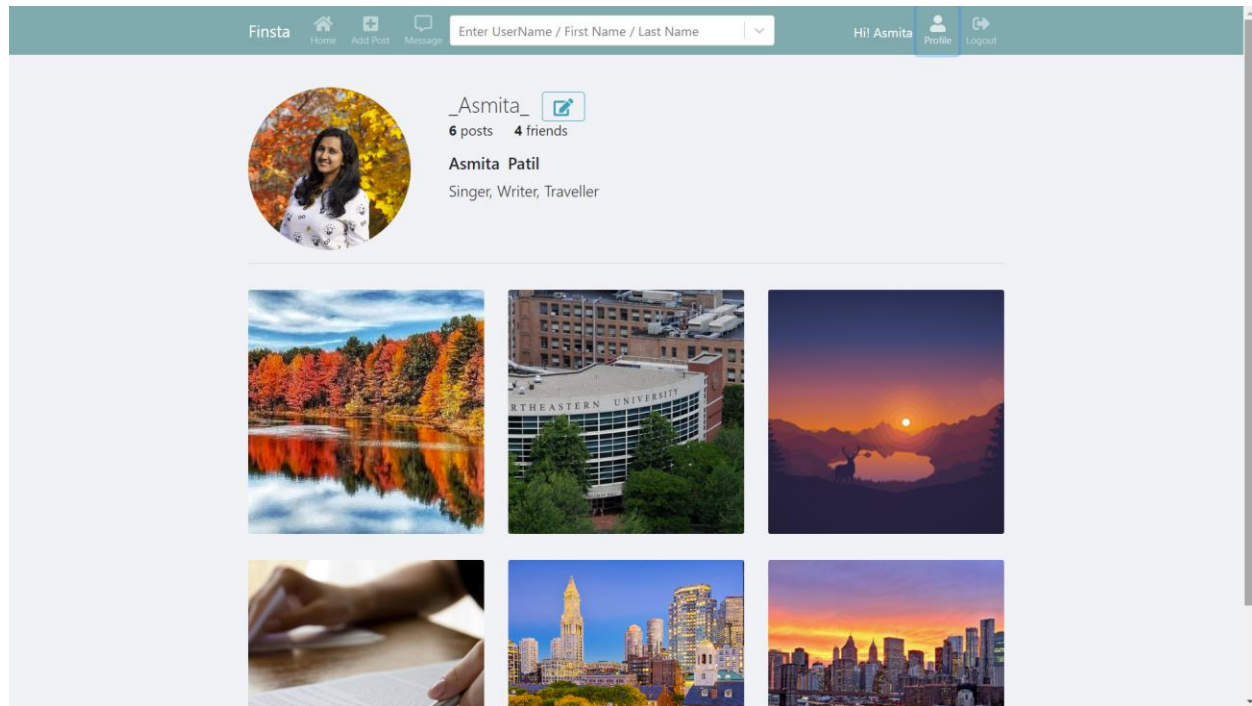 Finsta
Home
Add Post
Message
Enter UserName / First Name / Last Name
Hi! Asmita
Profile
Logout
_Asmita_
6 posts 4 friends
Asmita Patil
Singer, Writer, Traveller
RTHEASTERN UNIVERSITY